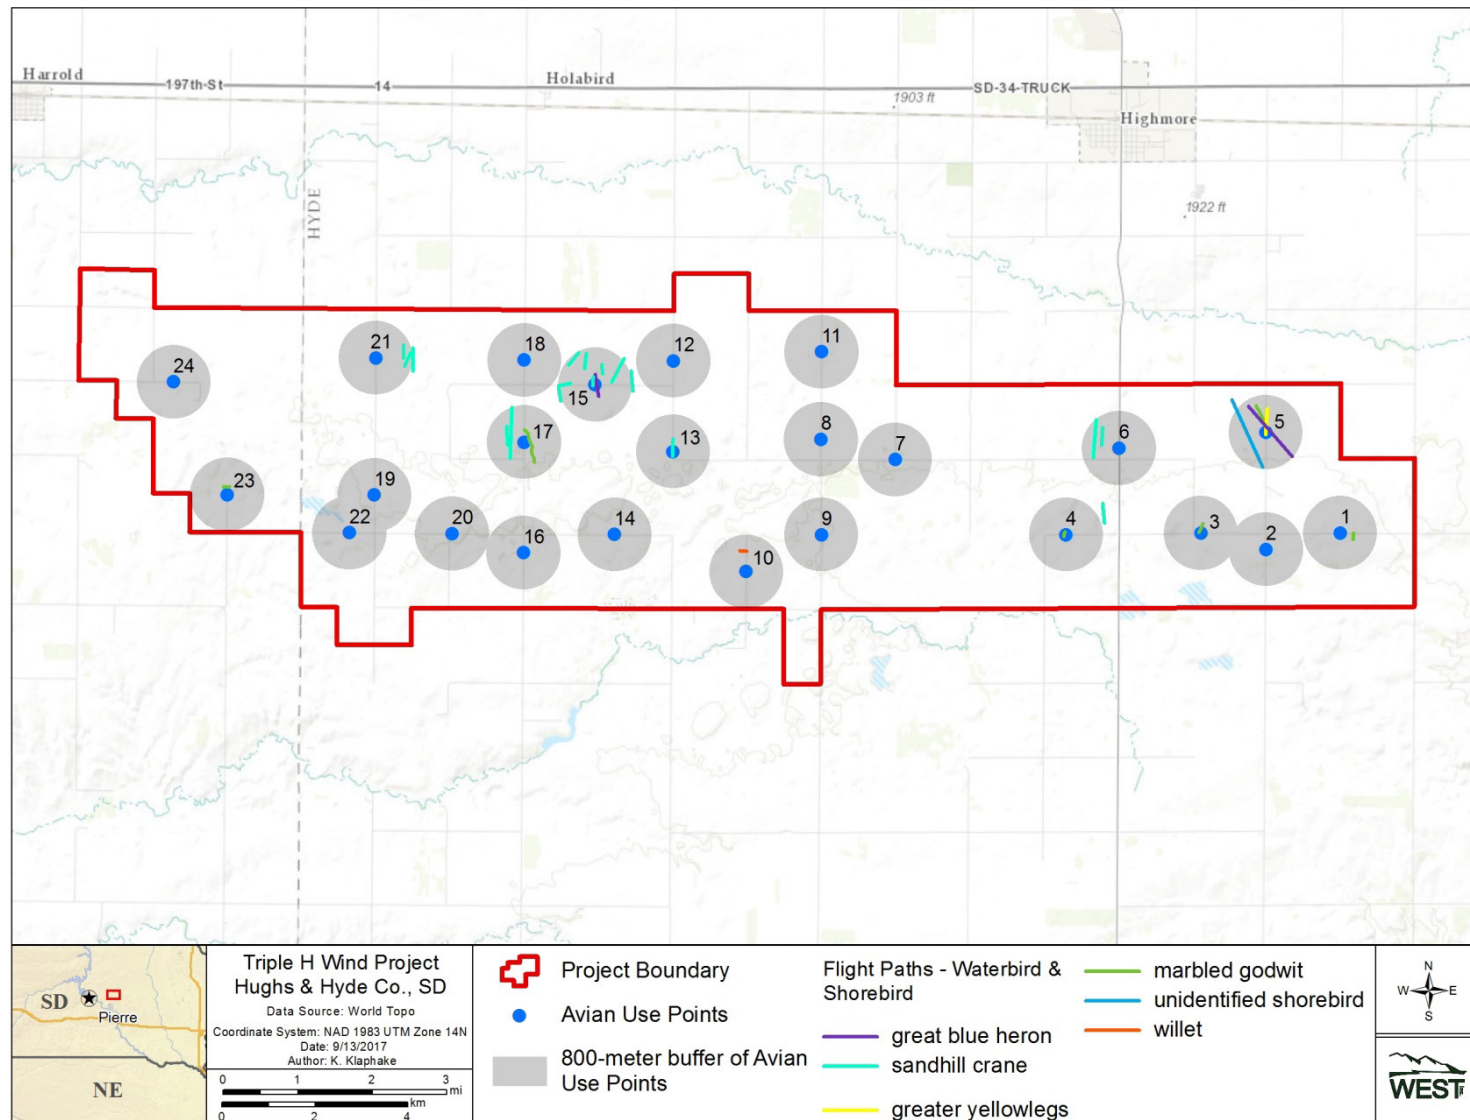 Harrold
197th-St
14
Holabird
SD-34-TRUCK
1903 ft
Highmore
HYDE
1922 ft
11
21
18
12
24
15
17
13
8
7
6
5
23
19
22
20
16
14
10
9
4
3
2
1
SD
Pierre
NE
Triple H Wind Project
Hughs & Hyde Co., SD
Data Source: World Topo
Coordinate System: NAD 1983 UTM Zone 14N
Date: 9/13/2017
Author: K. Klaphake
0 1 2 3
mi
km
0 2 4
Project Boundary
Avian Use Points
800-meter buffer of Avian
Use Points
Flight Paths - Waterbird &
Shorebird
great blue heron
sandhill crane
greater yellowlegs
marbled godwit
unidentified shorebird
willet
N
W E
S
WEST